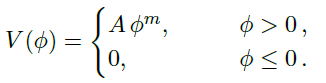 V(ϕ) = { A ϕ^m, ϕ > 0 ,
0, ϕ ≤ 0 .